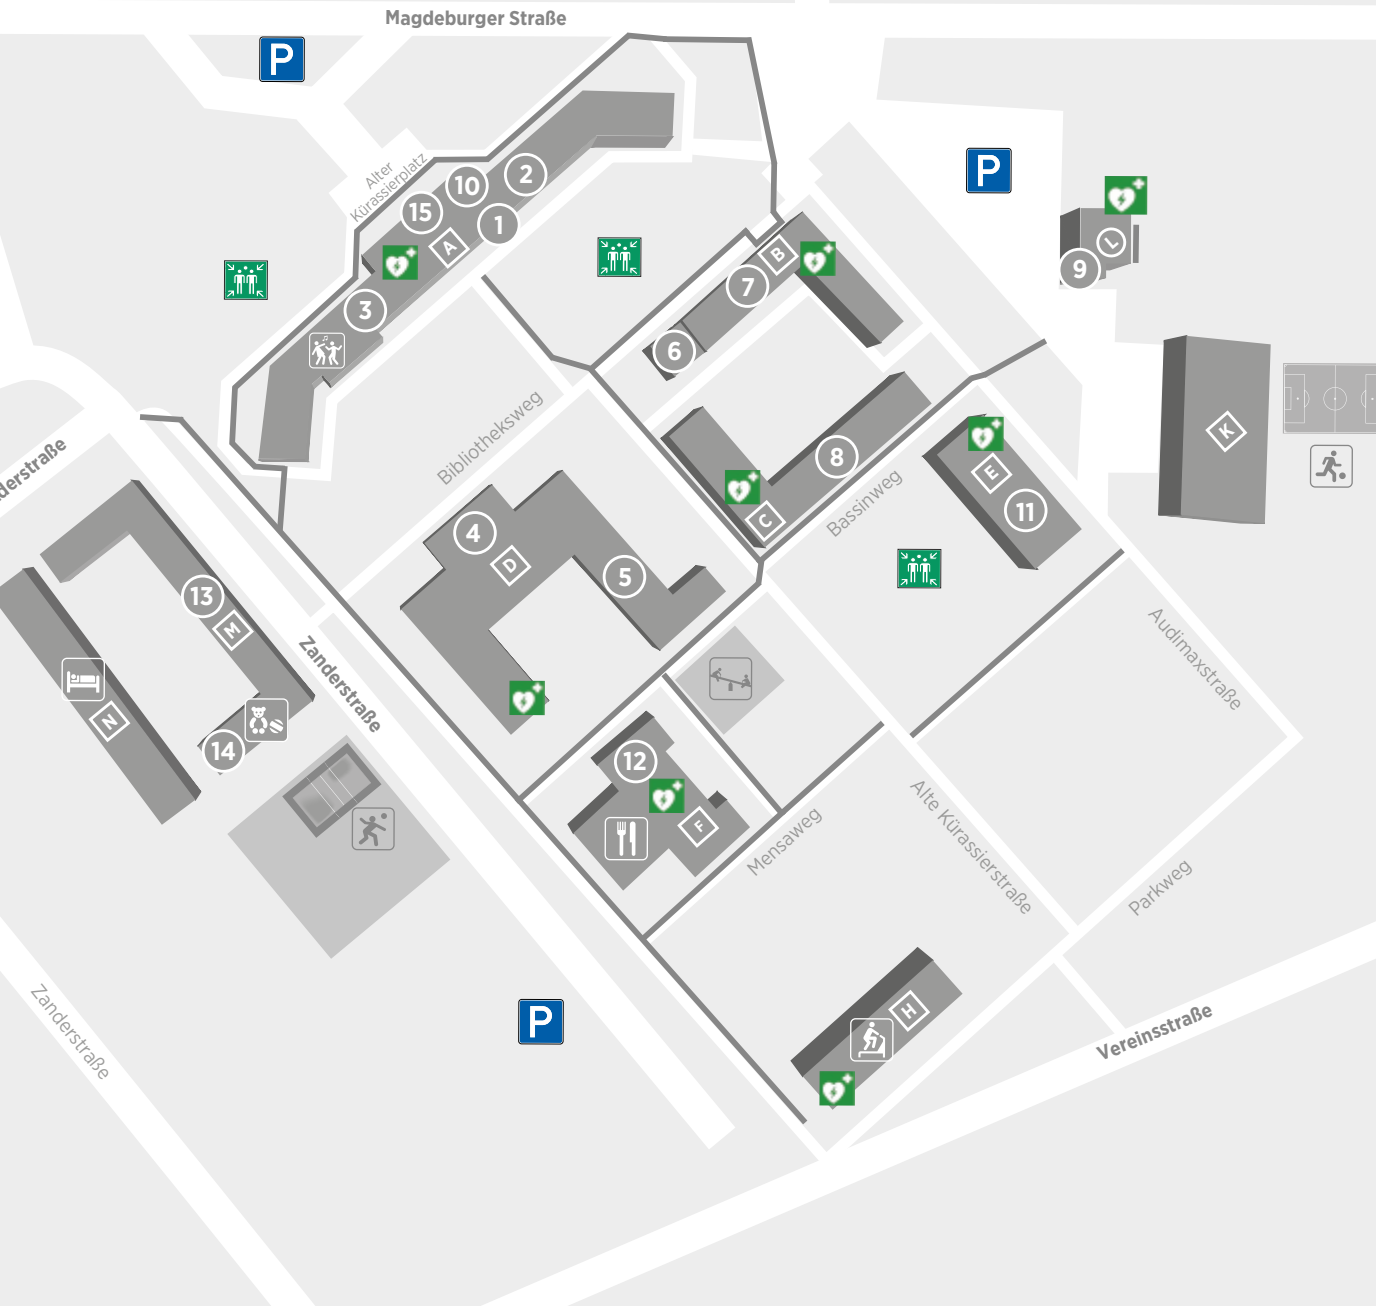 Magdeburger Straße
P
Alter
Kürassierplatz
2
10
15
1
A
3
P
L
9
B
7
6
K
Bibliotheksweg
8
C
Bassinweg
E
11
derstraße
4
D
5
13
M
N
14
Zanderstraße
Audimaxstraße
12
F
Mensaweg
Alte Kürassierstraße
Parkweg
H
P
Zanderstraße
Vereinsstraße